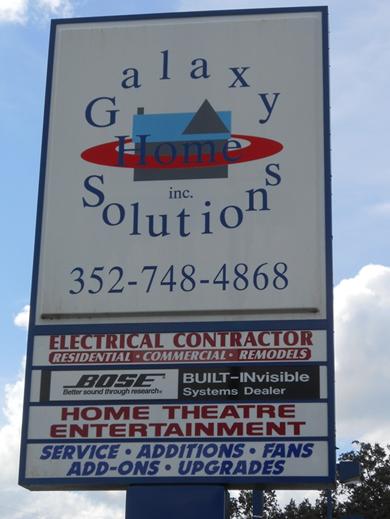 Galaxy
Home
inc.
Solutions
352-748-4868
ELECTRICAL CONTRACTOR
RESIDENTIAL · COMMERCIAL · REMODELS
BOSE®
Better sound through research®
BUILT-INvisible
Systems Dealer
HOME THEATRE
ENTERTAINMENT
SERVICE · ADDITIONS · FANS
ADD-ONS · UPGRADES